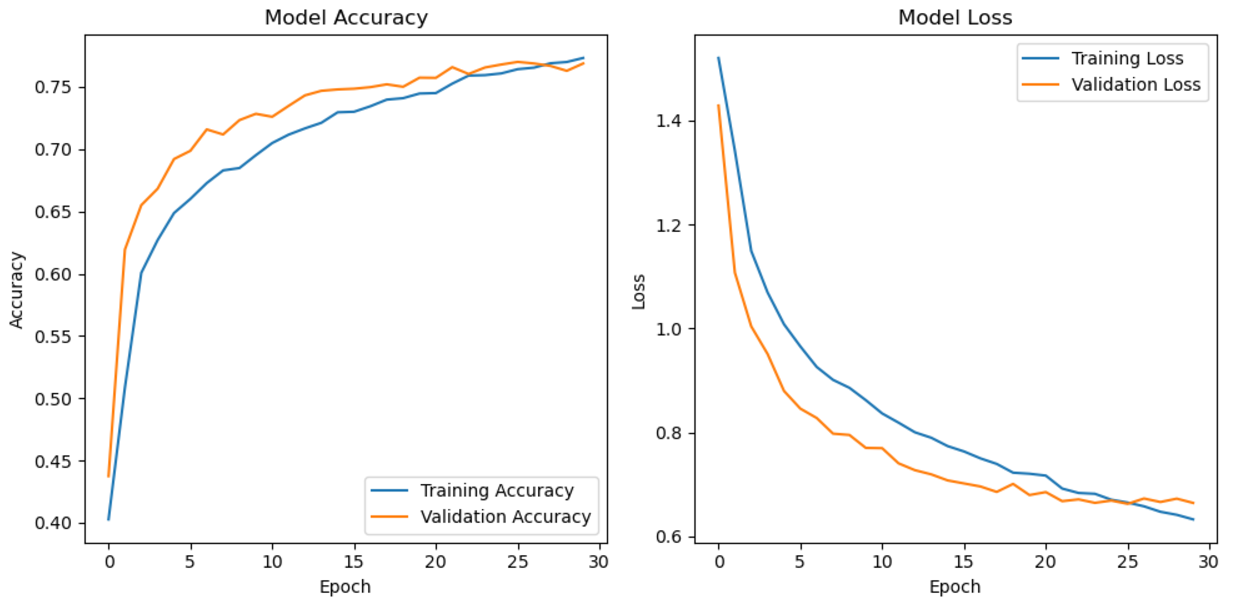 Model Accuracy
Accuracy
0.75
0.70
0.65
0.60
0.55
0.50
0.45
0.40
Training Accuracy
Validation Accuracy
0 5 10 15 20 25 30
Epoch
Model Loss
Loss
1.4
1.2
1.0
0.8
0.6
Training Loss
Validation Loss
0 5 10 15 20 25 30
Epoch